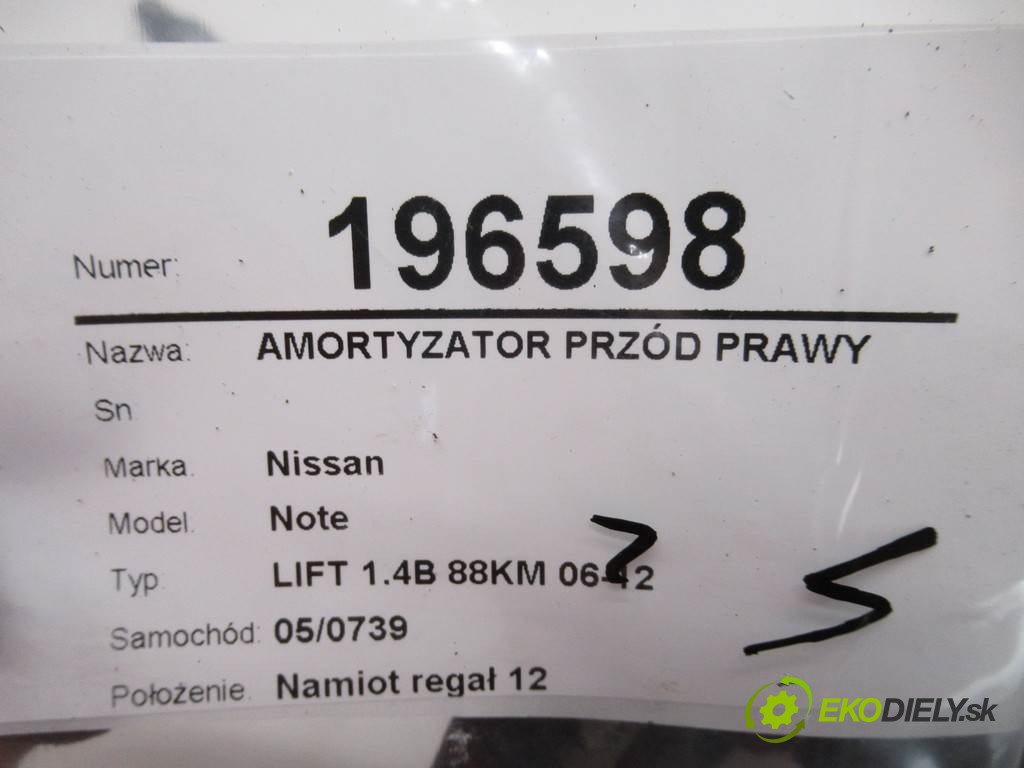 Numer: 196598
Nazwa: AMORTYZATOR PRZÓD PRAWY
Sn
Marka. Nissan
Model. Note
Typ. LIFT 1.4B 88KM 06-12
Samochód: 05/0739
Położenie. Namiot regał 12
EKODIELY.sk